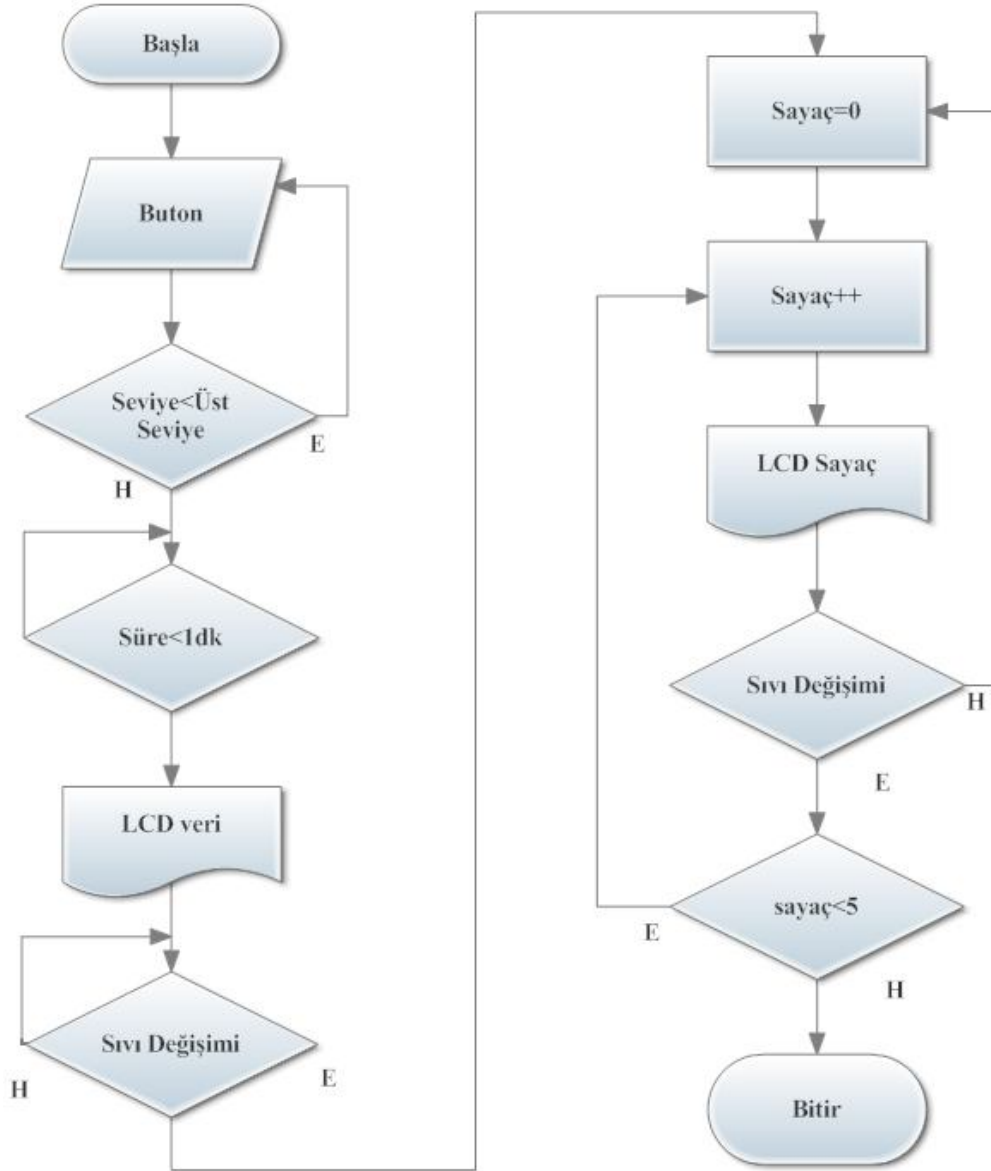 Başla
Buton
Seviye<Üst
Seviye
E
H
Süre<1dk
LCD veri
Sıvı Değişimi
H
E
Sayaç=0
Sayaç++
LCD Sayaç
Sıvı Değişimi
H
E
sayaç<5
E
H
Bitir